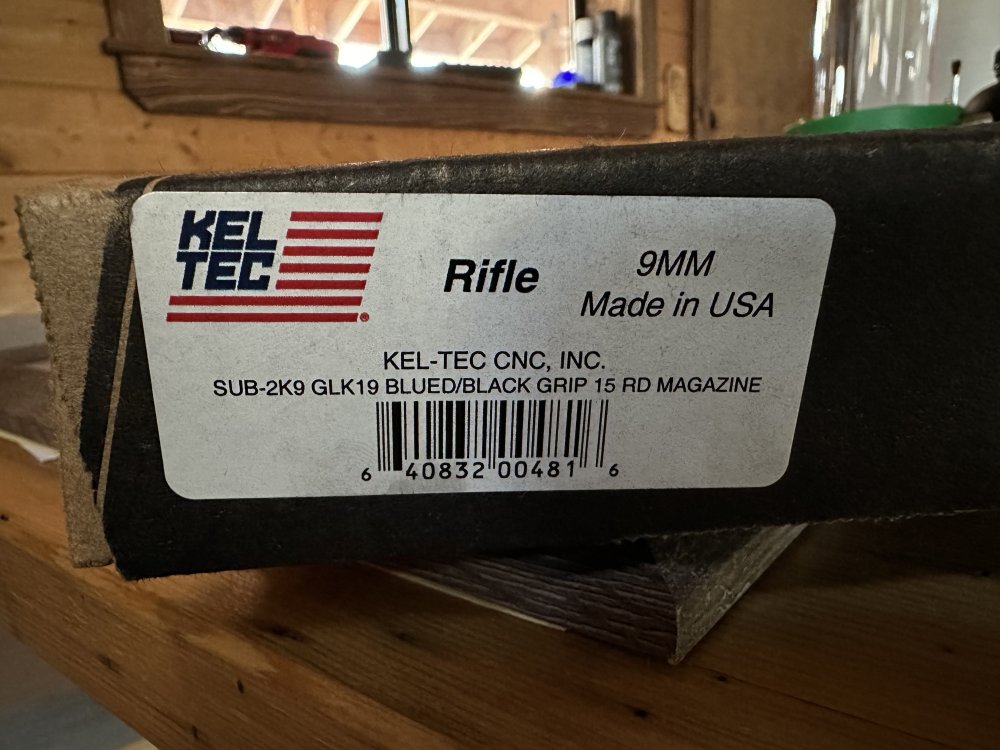 KEL
TEC
Rifle
9MM
Made in USA
KEL-TEC CNC, INC.
SUB-2K9 GLK19 BLUED/BLACK GRIP 15 RD MAGAZINE
6 40832 00481 6